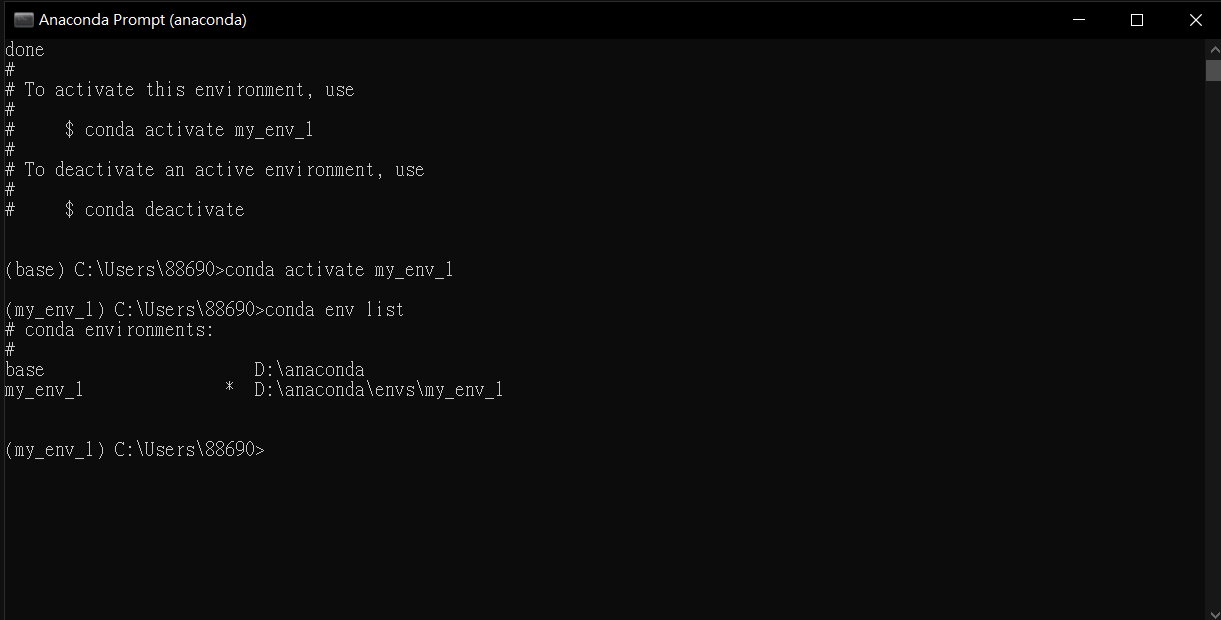 Anaconda Prompt (anaconda)
done
#
# To activate this environment, use
#
#     $ conda activate my_env_1
#
# To deactivate an active environment, use
#
#     $ conda deactivate
(base) C:\Users\88690>conda activate my_env_1
(my_env_1) C:\Users\88690>conda env list
# conda environments:
#
base                     D:\anaconda
my_env_1              *  D:\anaconda\envs\my_env_1
(my_env_1) C:\Users\88690>